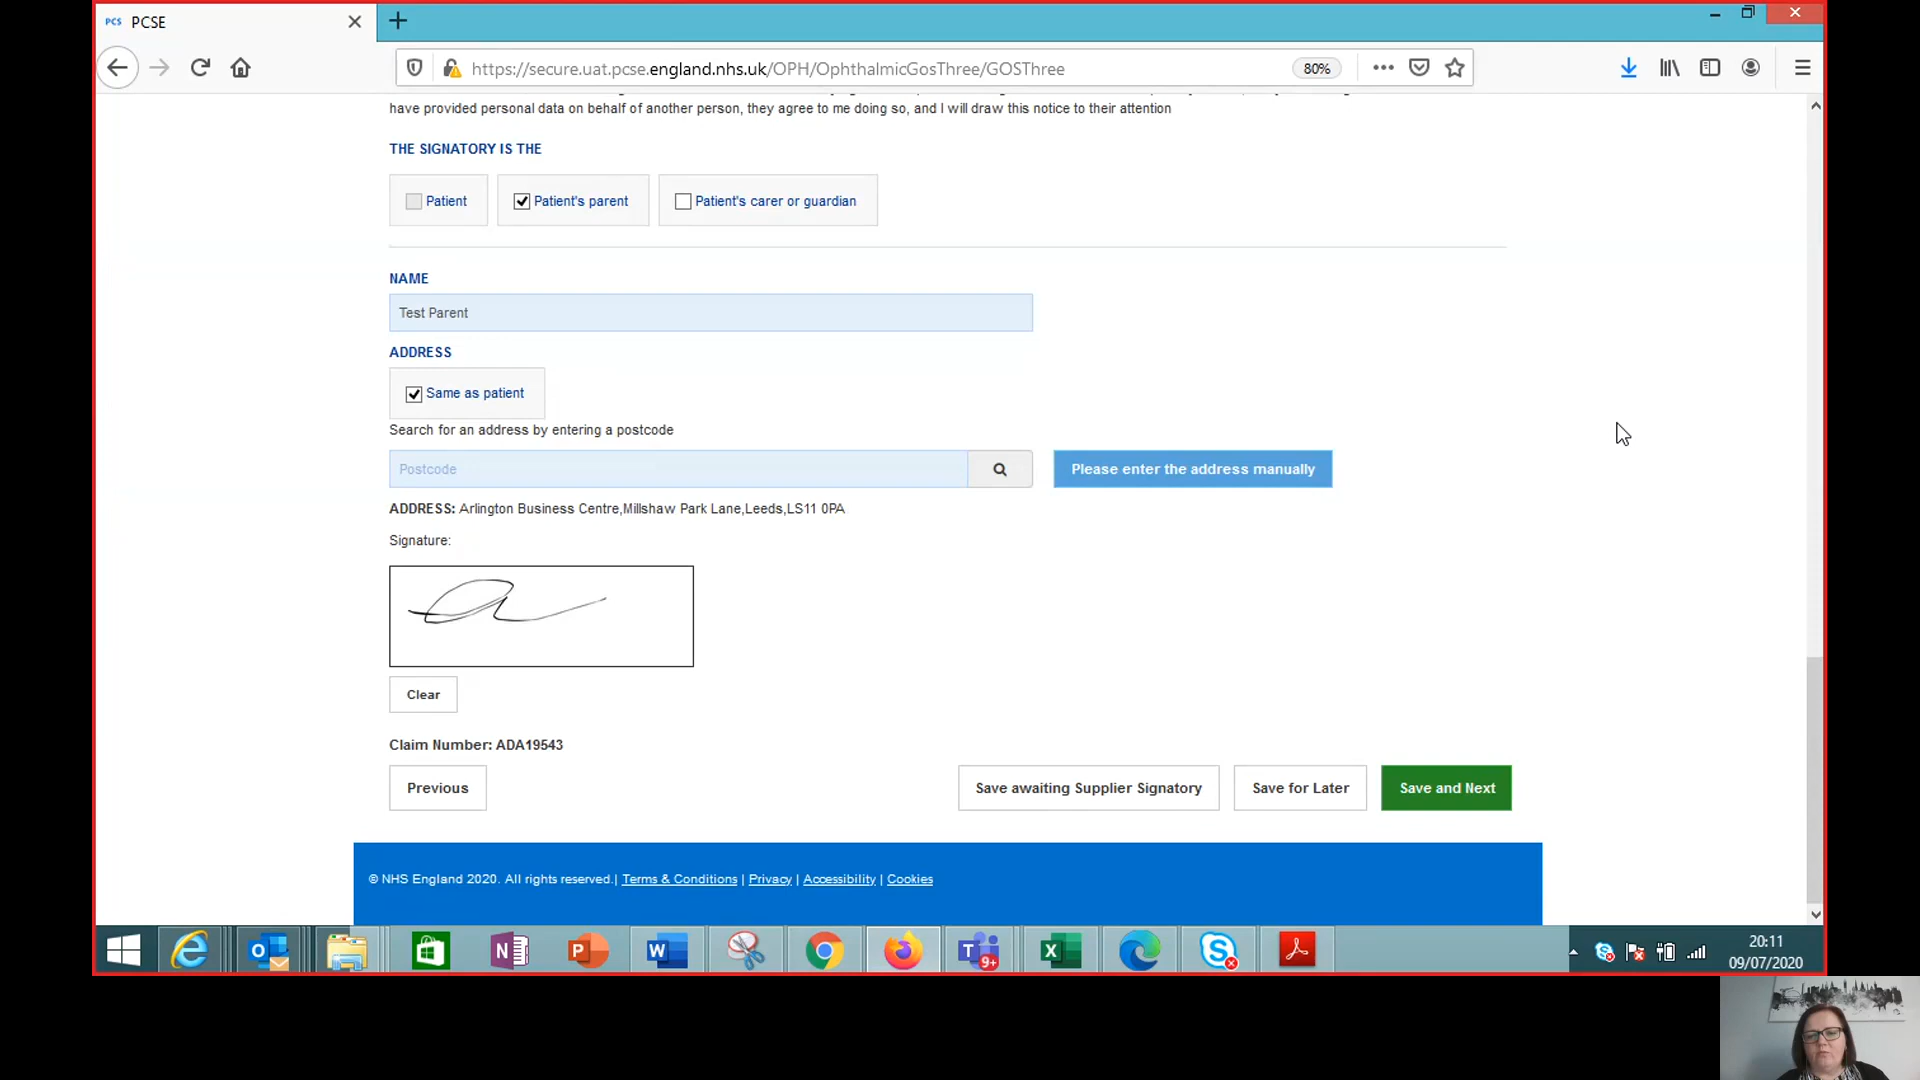 PCS PCSE
https://secure.uat.pcse.england.nhs.uk/OPH/OphthalmicGosThree/GOSThree 80%
have provided personal data on behalf of another person, they agree to me doing so, and I will draw this notice to their attention
THE SIGNATORY IS THE
Patient Patient's parent Patient's carer or guardian
NAME
Test Parent
ADDRESS
Same as patient
Search for an address by entering a postcode
Postcode Please enter the address manually
ADDRESS: Arlington Business Centre,Millshaw Park Lane,Leeds,LS11 0PA
Signature:
Clear
Claim Number: ADA19543
Previous Save awaiting Supplier Signatory Save for Later Save and Next
© NHS England 2020. All rights reserved.| Terms & Conditions | Privacy | Accessibility | Cookies
9+
20:11
09/07/2020